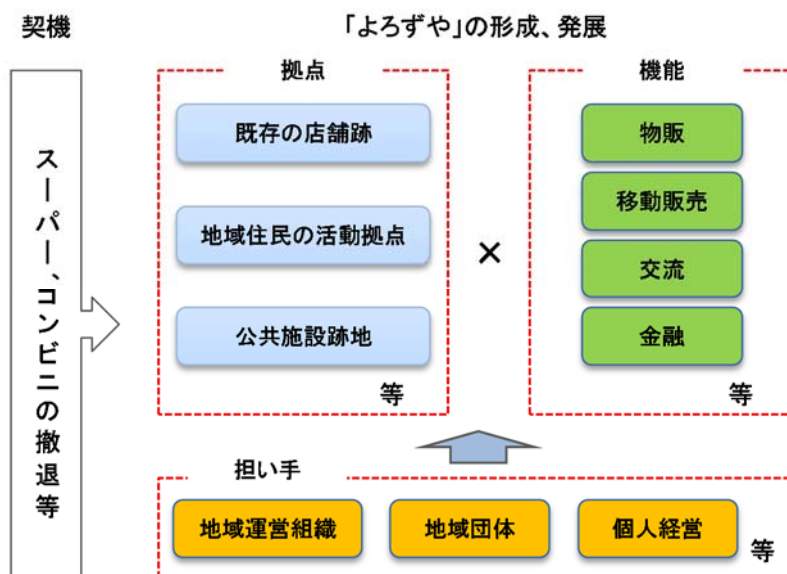 契機
「よろずや」の形成、発展
スーパー、コンビニの撤退等
拠点
既存の店舗跡
地域住民の活動拠点
公共施設跡地
等
×
機能
物販
移動販売
交流
金融
等
担い手
地域運営組織
地域団体
個人経営
等